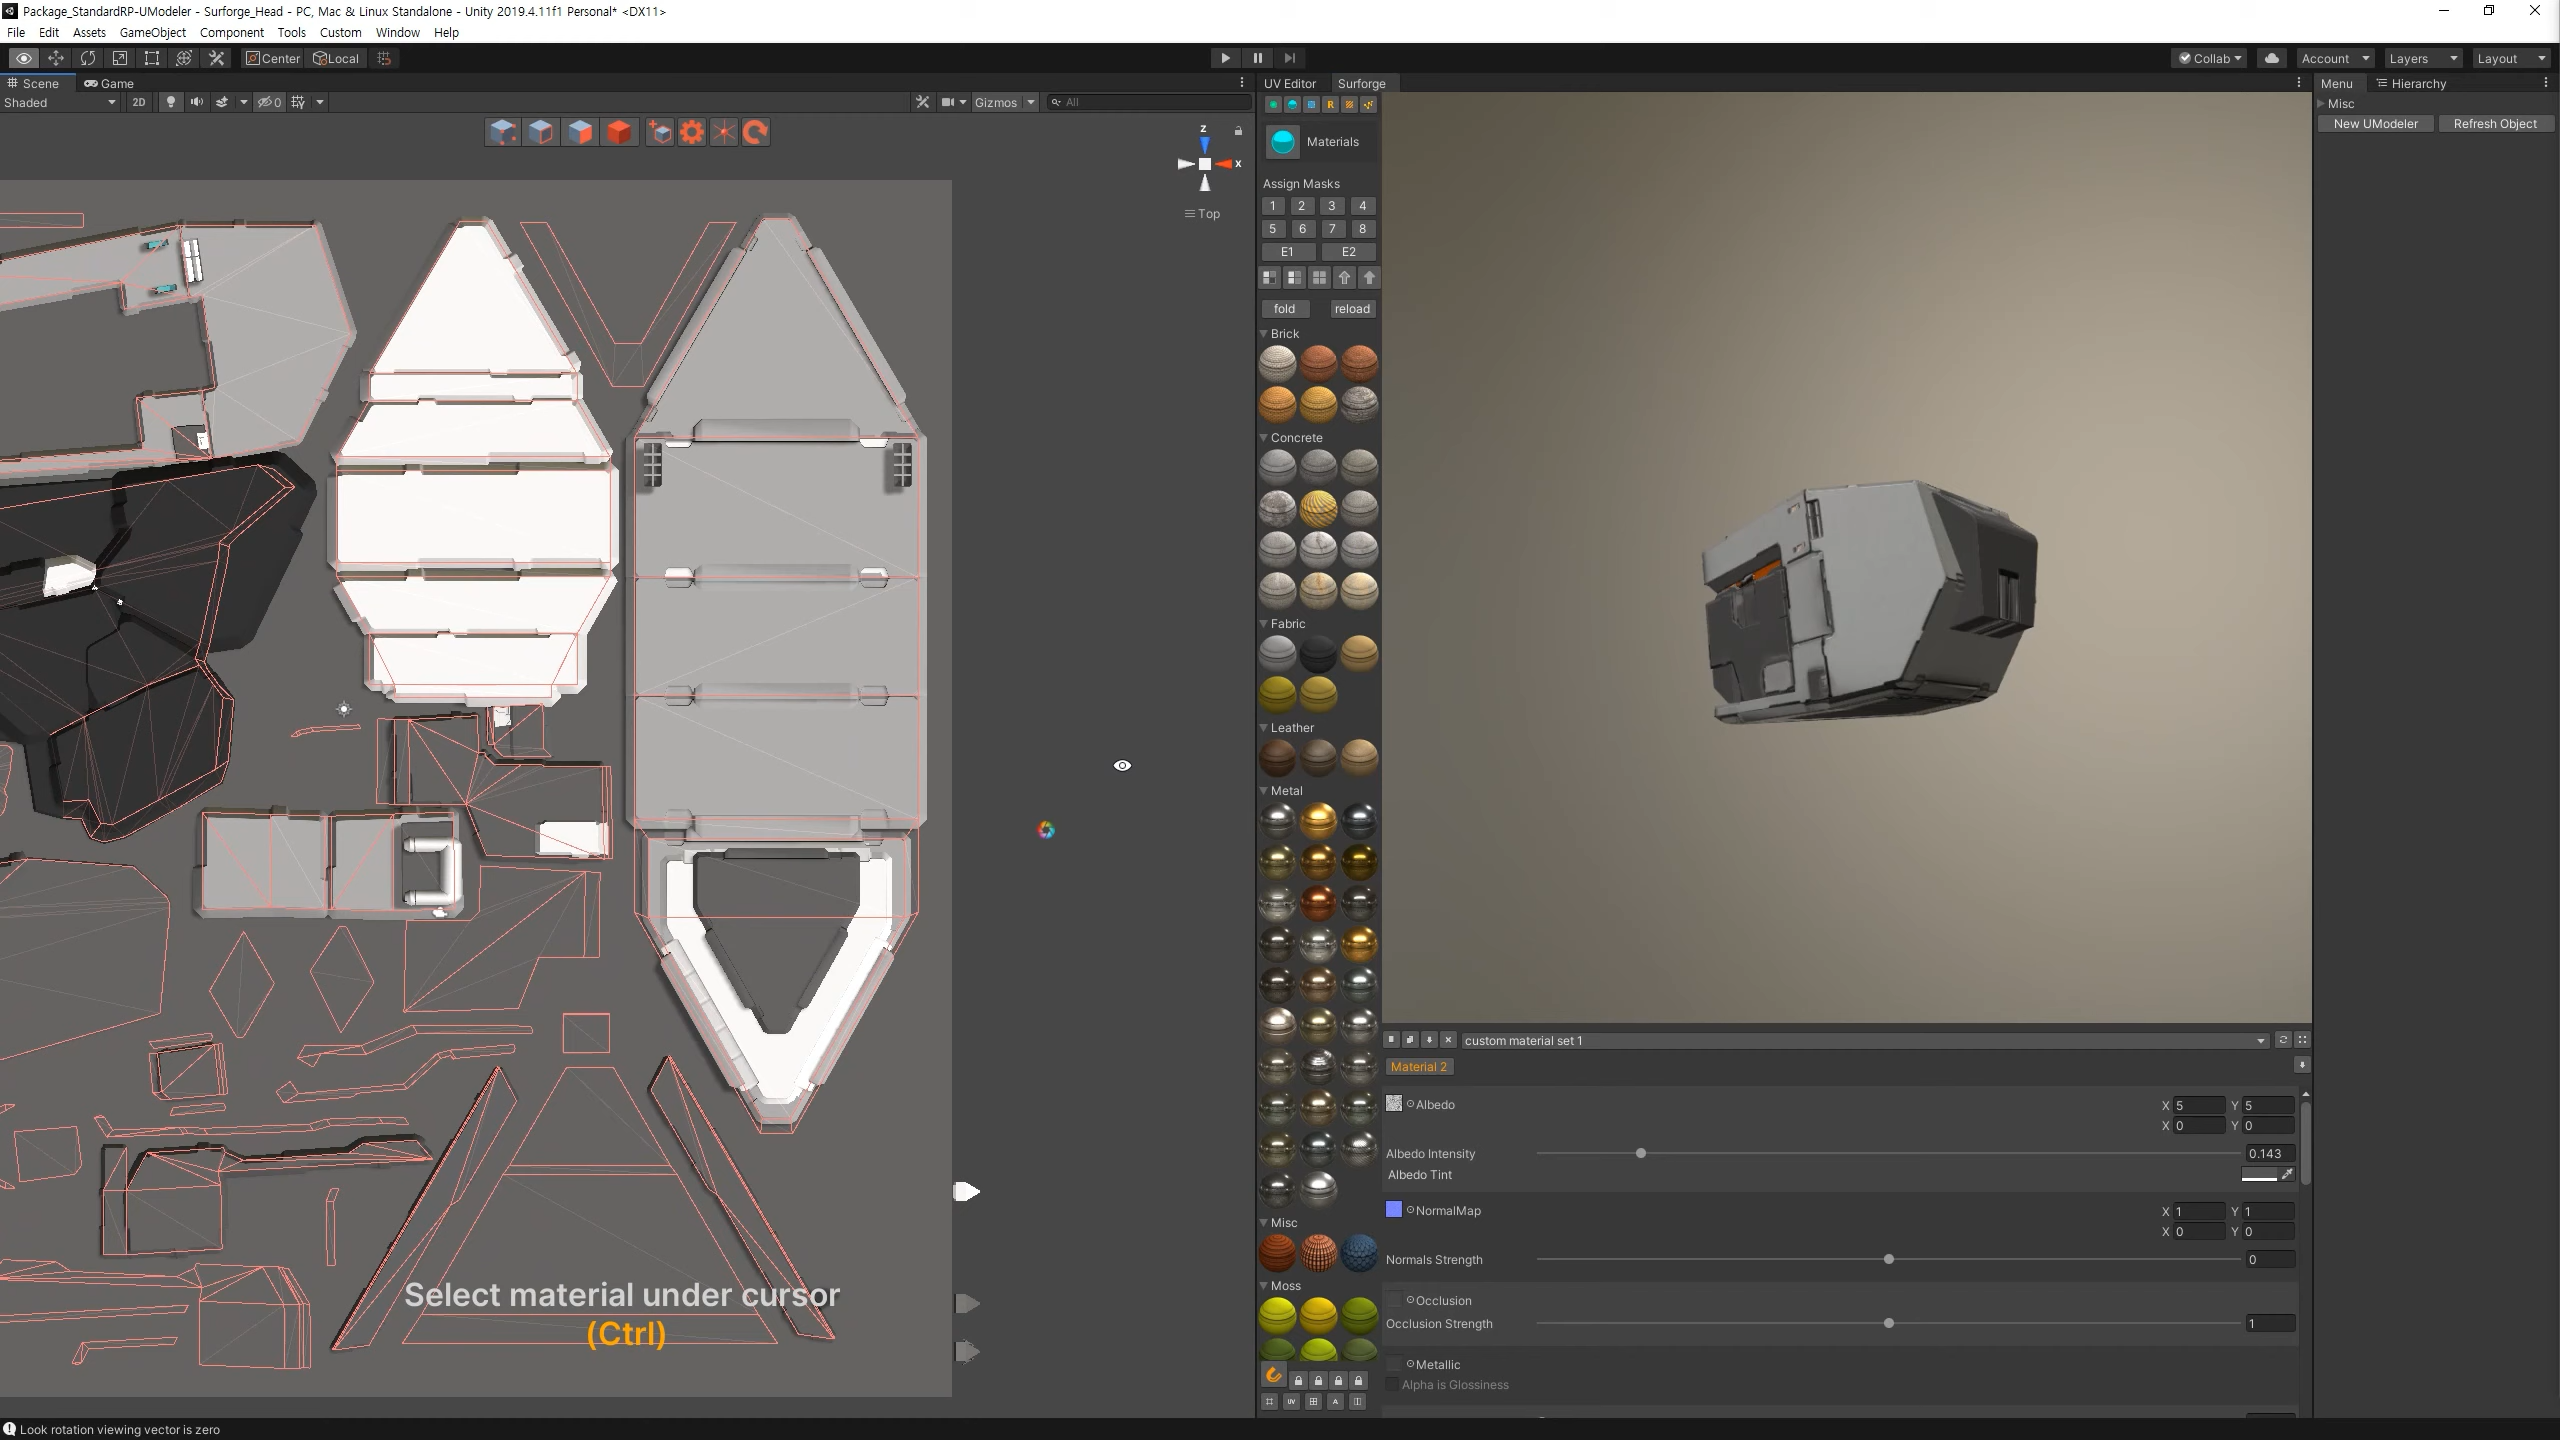 Package_StandardRP-UModeler - Surforge_Head - PC, Mac & Linux Standalone - Unity 2019.4.11f1 Personal* <DX11>
File Edit Assets GameObject Component Tools Custom Window Help
Center Local Collab Account Layers Layout
Scene Game UV Editor Surforge Menu Hierarchy
Shaded 2D 0 Gizmos All
Misc
New UModeler Refresh Object
z
x
Top
Materials
Assign Masks
1 2 3 4
5 6 7 8
E1 E2
fold reload
Brick
Concrete
Fabric
Leather
Metal
Misc
Moss
UV A
custom material set 1
Material 2
Albedo X 5 Y 5
X 0 Y 0
Albedo Intensity 0.143
Albedo Tint
NormalMap X 1 Y 1
X 0 Y 0
Normals Strength 0
Occlusion
Occlusion Strength 1
Metallic
Alpha is Glossiness
Select material under cursor
(Ctrl)
Look rotation viewing vector is zero